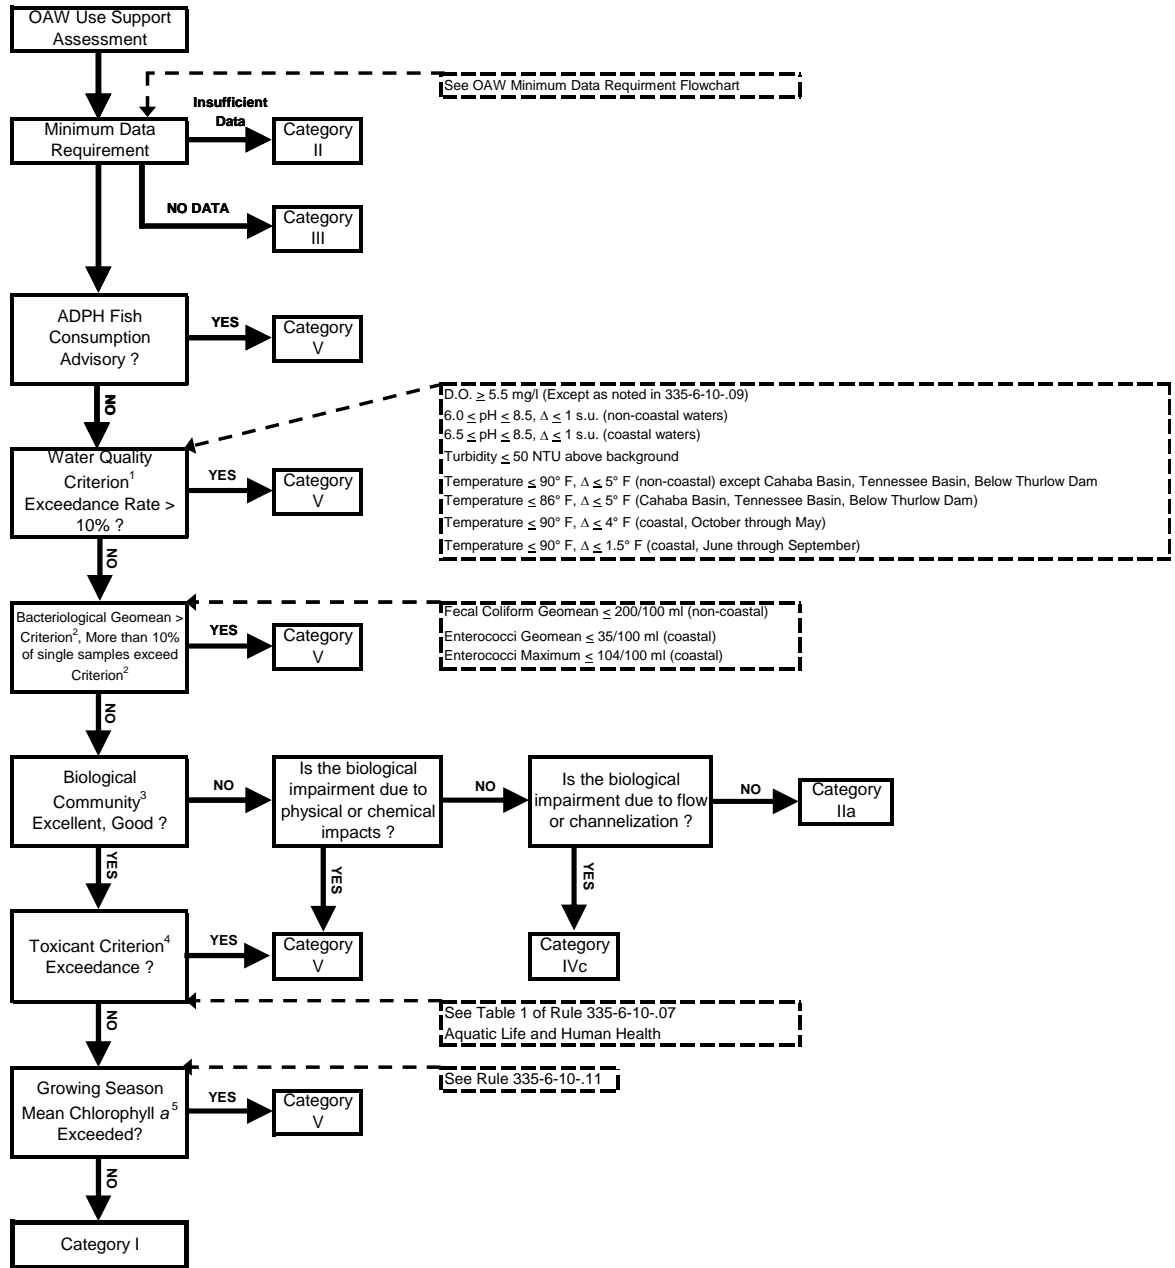 OAW Use Support
Assessment
See OAW Minimum Data Requirment Flowchart
Insufficient
Data
Minimum Data
Requirement
Category
II
NO DATA
Category
III
ADPH Fish
Consumption
Advisory ?
YES
Category
V
NO
D.O. ≥ 5.5 mg/l (Except as noted in 335-6-10-.09)
6.0 ≤ pH ≤ 8.5, Δ ≤ 1 s.u. (non-coastal waters)
6.5 ≤ pH ≤ 8.5, Δ ≤ 1 s.u. (coastal waters)
Turbidity ≤ 50 NTU above background
Temperature ≤ 90° F, Δ ≤ 5° F (non-coastal) except Cahaba Basin, Tennessee Basin, Below Thurlow Dam
Temperature ≤ 86° F, Δ ≤ 5° F (Cahaba Basin, Tennessee Basin, Below Thurlow Dam)
Temperature ≤ 90° F, Δ ≤ 4° F (coastal, October through May)
Temperature ≤ 90° F, Δ ≤ 1.5° F (coastal, June through September)
Water Quality
Criterion1
Exceedance Rate >
10% ?
YES
Category
V
NO
Bacteriological Geomean >
Criterion2, More than 10%
of single samples exceed
Criterion2
YES
Category
V
Fecal Coliform Geomean ≤ 200/100 ml (non-coastal)
Enterococci Geomean ≤ 35/100 ml (coastal)
Enterococci Maximum ≤ 104/100 ml (coastal)
NO
Biological
Community3
Excellent, Good ?
NO
Is the biological
impairment due to
physical or chemical
impacts ?
NO
Is the biological
impairment due to flow
or channelization ?
NO
Category
IIa
YES
YES
YES
Toxicant Criterion4
Exceedance ?
YES
Category
V
Category
IVc
NO
See Table 1 of Rule 335-6-10-.07
Aquatic Life and Human Health
Growing Season
Mean Chlorophyll a5
Exceeded?
YES
Category
V
See Rule 335-6-10-.11
NO
Category I